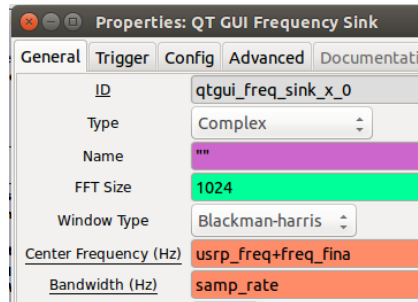 Properties: QT GUI Frequency Sink
General Trigger Config Advanced Documentati
ID qtgui_freq_sink_x_0
Type Complex
Name ""
FFT Size 1024
Window Type Blackman-harris
Center Frequency (Hz) usrp_freq+freq_fina
Bandwidth (Hz) samp_rate